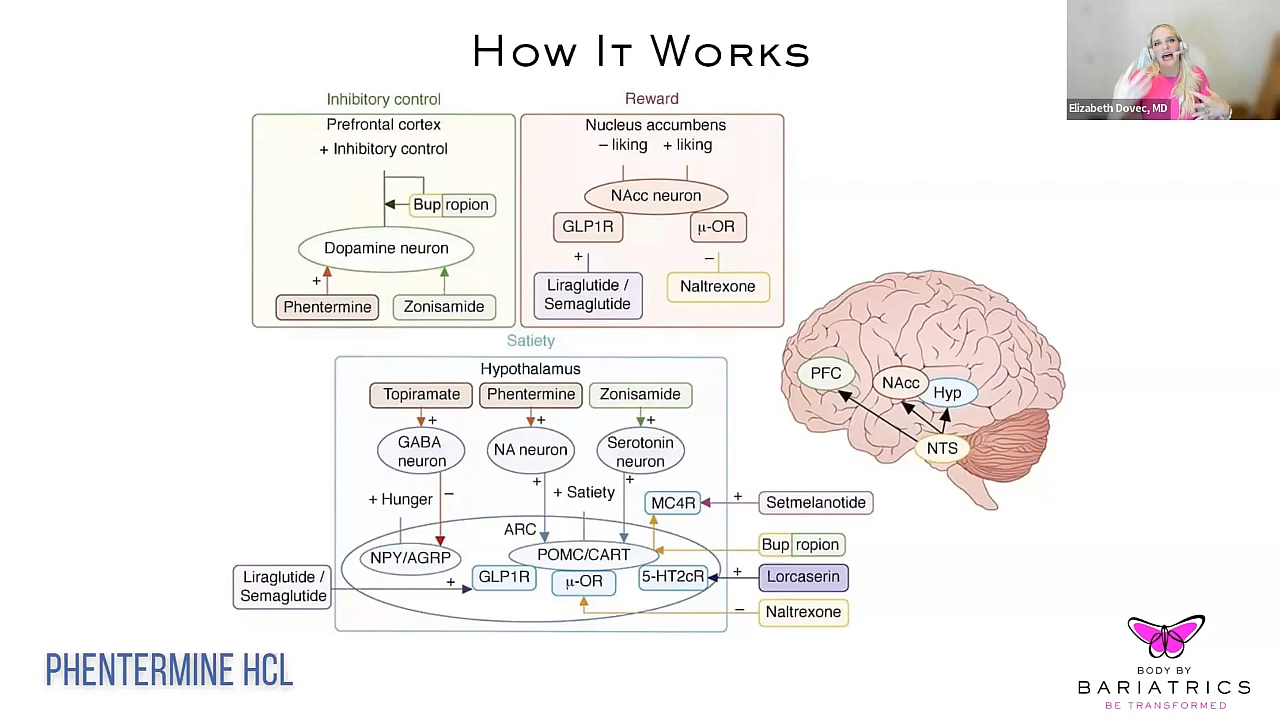 How It Works
Elizabeth Dovec, MD
Inhibitory control
Prefrontal cortex
+ Inhibitory control
Bupropion
Dopamine neuron
+
Phentermine
Zonisamide
Reward
Nucleus accumbens
– liking + liking
NAcc neuron
GLP1R
μ-OR
+
–
Liraglutide /
Semaglutide
Naltrexone
Satiety
Hypothalamus
Topiramate
Phentermine
Zonisamide
+
+
+
GABA
neuron
NA neuron
Serotonin
neuron
+ Hunger
–
+
+ Satiety
+
MC4R
+
Setmelanotide
ARC
NPY/AGRP
POMC/CART
Bupropion
GLP1R
μ-OR
5-HT2cR
+
Lorcaserin
Liraglutide /
Semaglutide
+
–
Naltrexone
PFC
NAcc
Hyp
NTS
PHENTERMINE HCL
BODY BY
BARIATRICS
BE TRANSFORMED